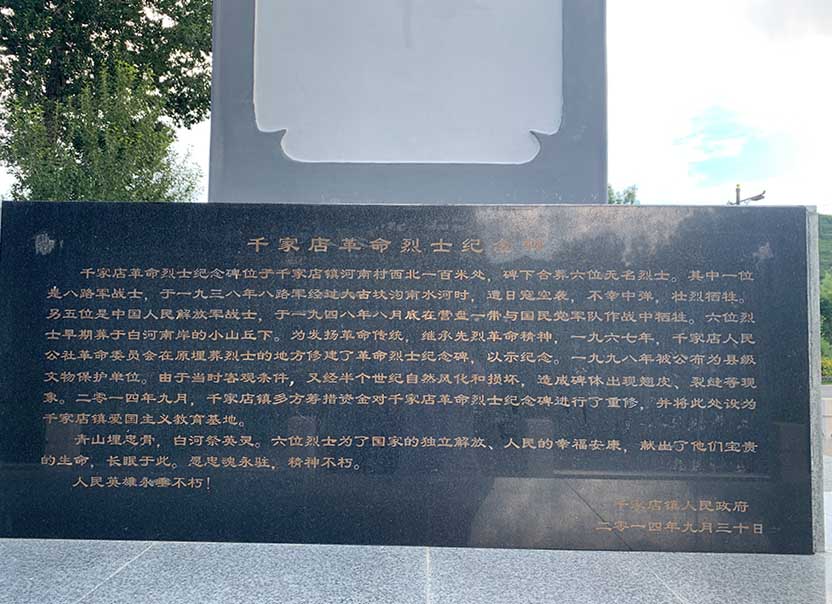 千家店革命烈士纪念碑
千家店革命烈士纪念碑位于千家店镇河南村西北一百米处，碑下合葬六位无名烈士。其中一位
是八路军战士，于一九三八年八路军经过大古坟沟南水河时，遭日寇空袭，不幸中弹，壮烈牺牲。
另五位是中国人民解放军战士，于一九四八年八月底在营盘一带与国民党军队作战中牺牲。六位烈
士早期葬于白河南岸的小山丘下。为发扬革命传统，继承先烈革命精神，一九六七年，千家店人民
公社革命委员会在原埋葬烈士的地方修建了革命烈士纪念碑，以示纪念。一九九八年被公布为县级
文物保护单位。由于当时客观条件，又经半个世纪自然风化和损坏，造成碑体出现翘皮、裂缝等现
象。二零一四年九月，千家店镇多方筹措资金对千家店革命烈士纪念碑进行了重修，并将此处设为
千家店镇爱国主义教育基地。
青山埋忠骨，白河祭英灵。六位烈士为了国家的独立解放、人民的幸福安康，献出了他们宝贵
的生命，长眠于此。忠魂永驻，精神不朽。
人民英雄永垂不朽！
千家店镇人民政府
二零一四年九月三十日